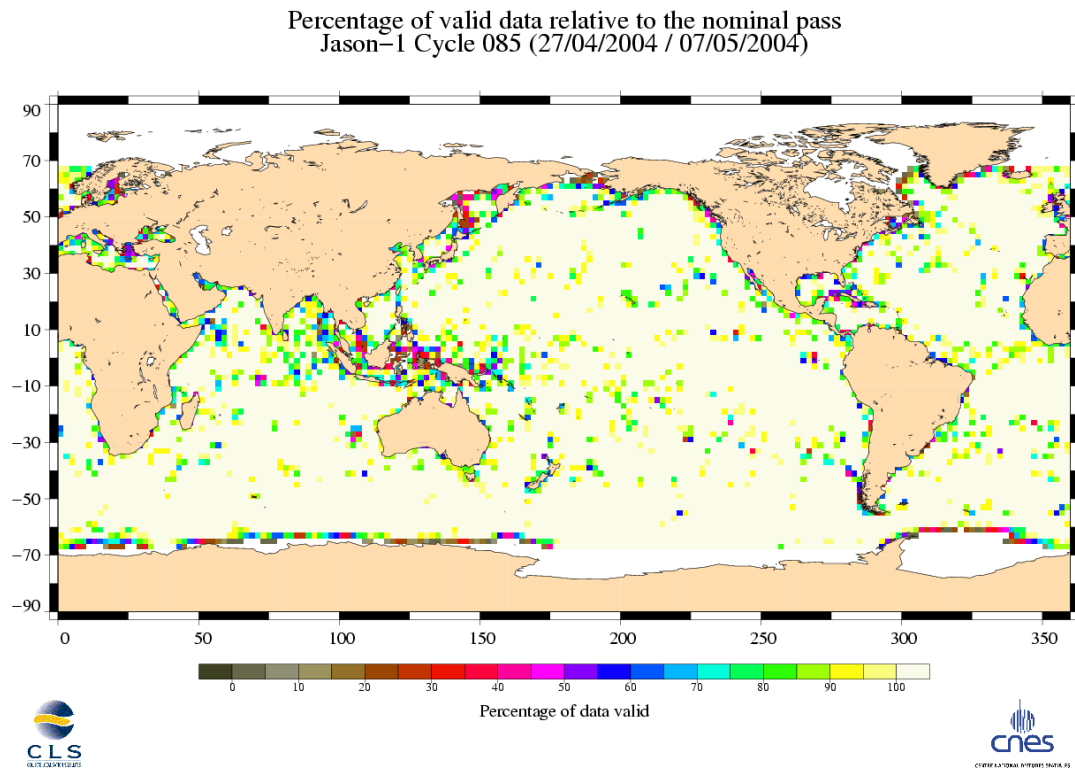 Percentage of valid data relative to the nominal pass
Jason−1 Cycle 085 (27/04/2004 / 07/05/2004)
90
70
50
30
10
−10
−30
−50
−70
−90
0 50 100 150 200 250 300 350
0 10 20 30 40 50 60 70 80 90 100
Percentage of data valid
CLS
cnes